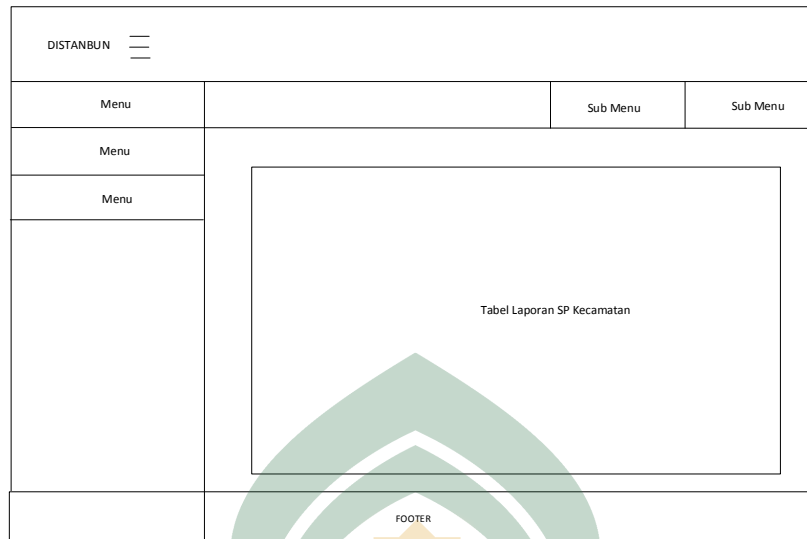 DISTANBUN
Menu
Sub Menu
Sub Menu
Menu
Menu
Tabel Laporan SP Kecamatan
FOOTER